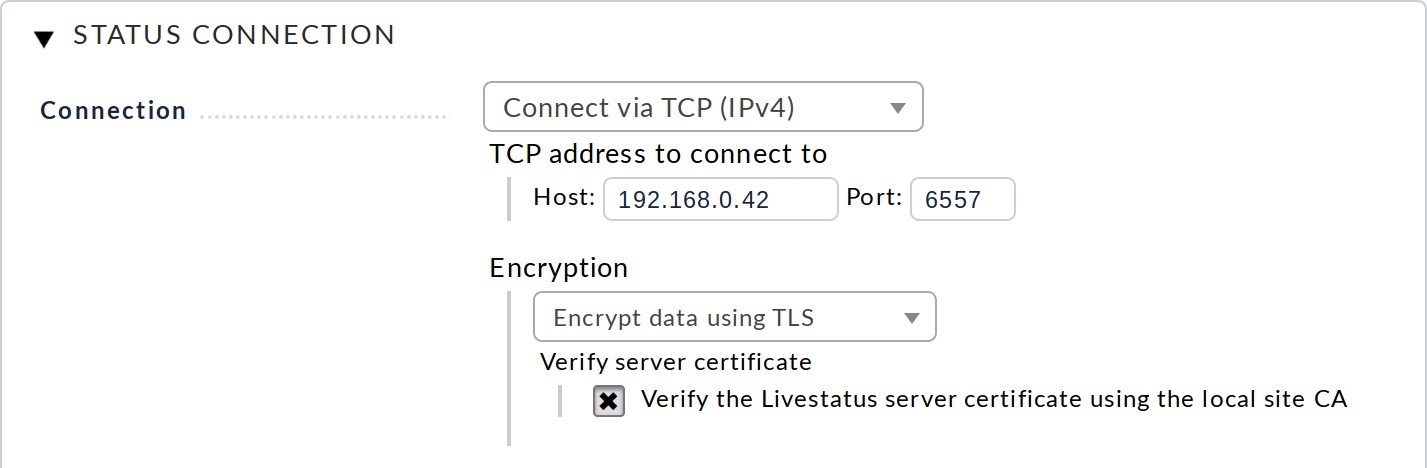 STATUS CONNECTION
Connection
Connect via TCP (IPv4)
TCP address to connect to
Host: 192.168.0.42 Port: 6557
Encryption
Encrypt data using TLS
Verify server certificate
Verify the Livestatus server certificate using the local site CA